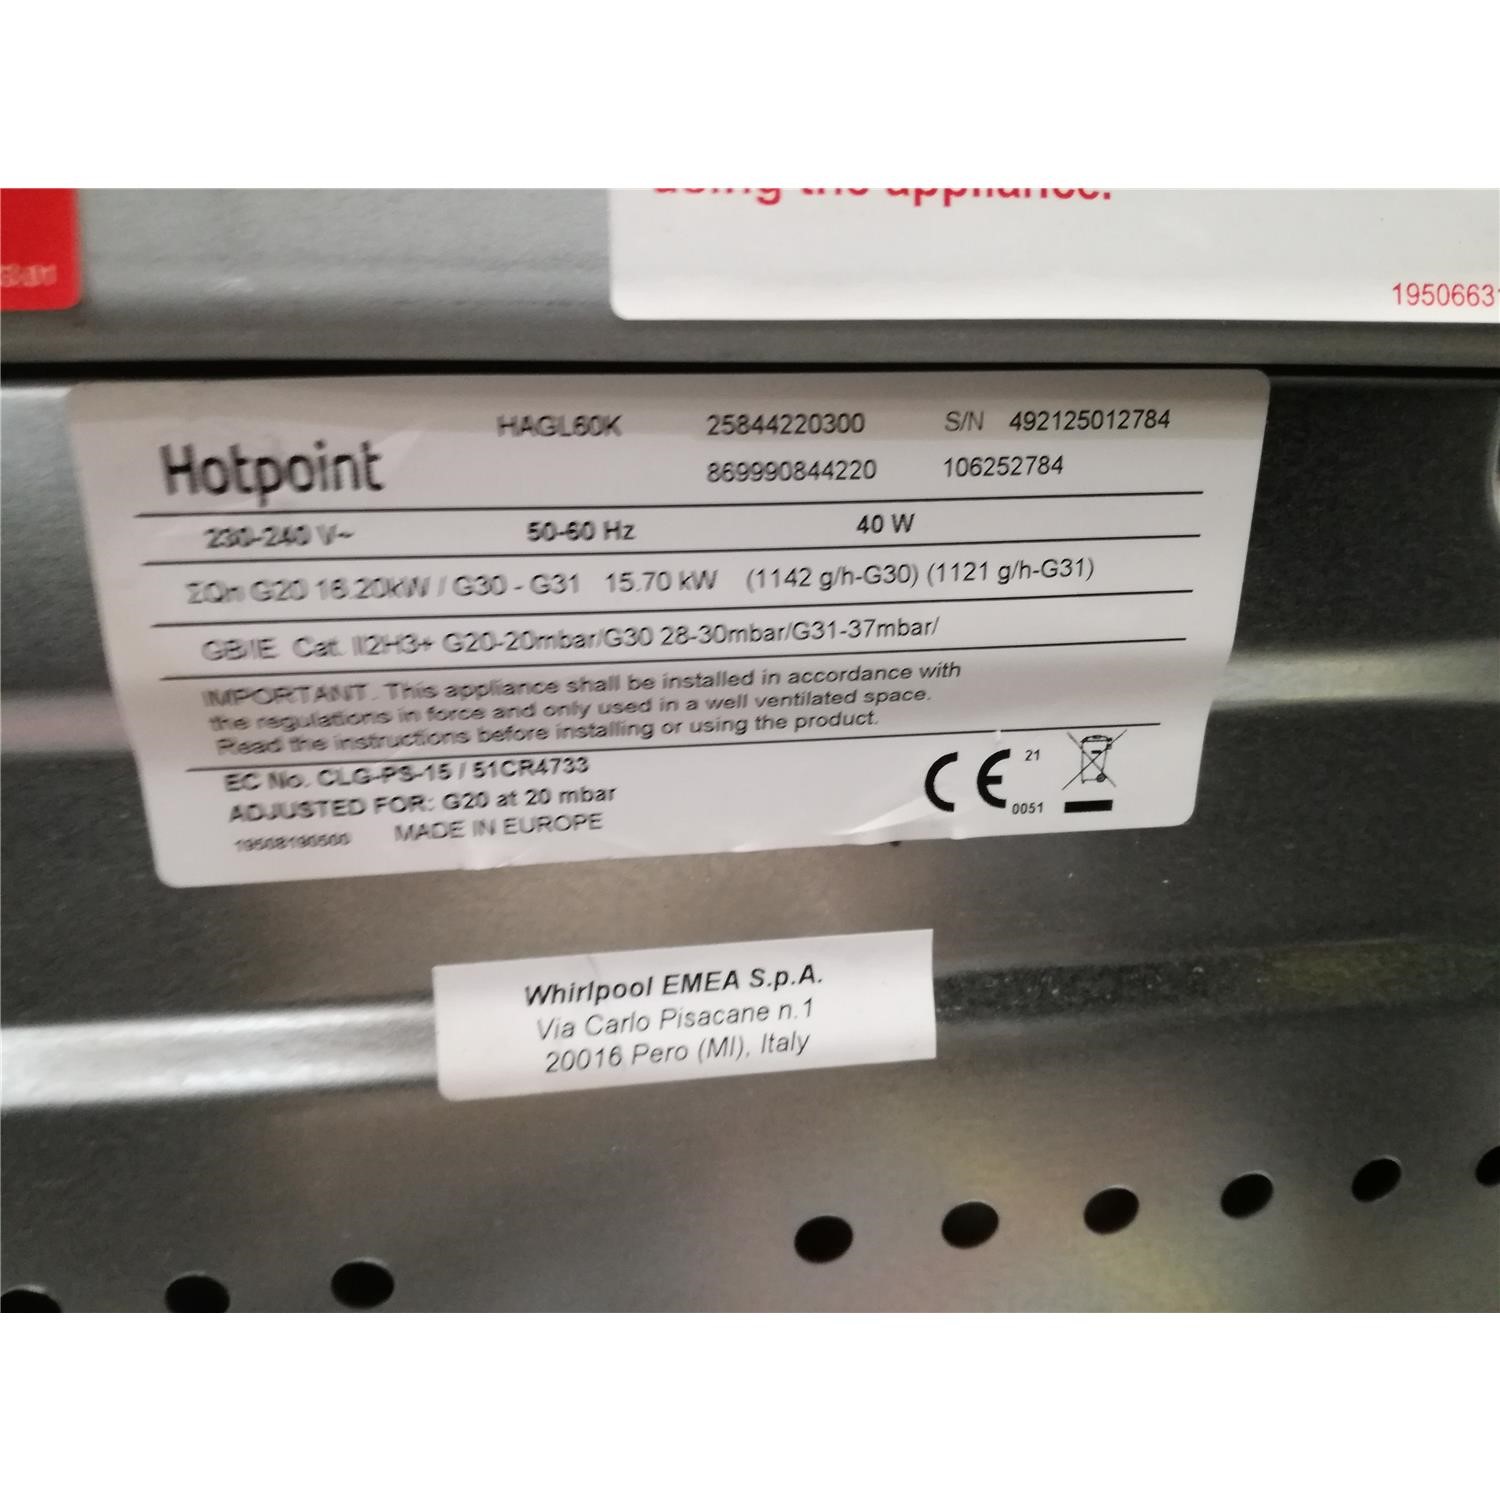 using the appliance.
1950663
HAGL60K 25844220300 S/N 492125012784
Hotpoint 869990844220 106252784
230-240 V~ 50-60 Hz 40 W
ΣQn G20 16.20kW / G30 - G31 15.70 kW (1142 g/h-G30) (1121 g/h-G31)
GB/IE Cat. II2H3+ G20-20mbar/G30 28-30mbar/G31-37mbar/
IMPORTANT. This appliance shall be installed in accordance with
the regulations in force and only used in a well ventilated space.
Read the instructions before installing or using the product.
EC No. CLG-PS-15 / 51CR4733
CE 21
ADJUSTED FOR: G20 at 20 mbar
0051
19508190500 MADE IN EUROPE
Whirlpool EMEA S.p.A.
Via Carlo Pisacane n.1
20016 Pero (MI), Italy